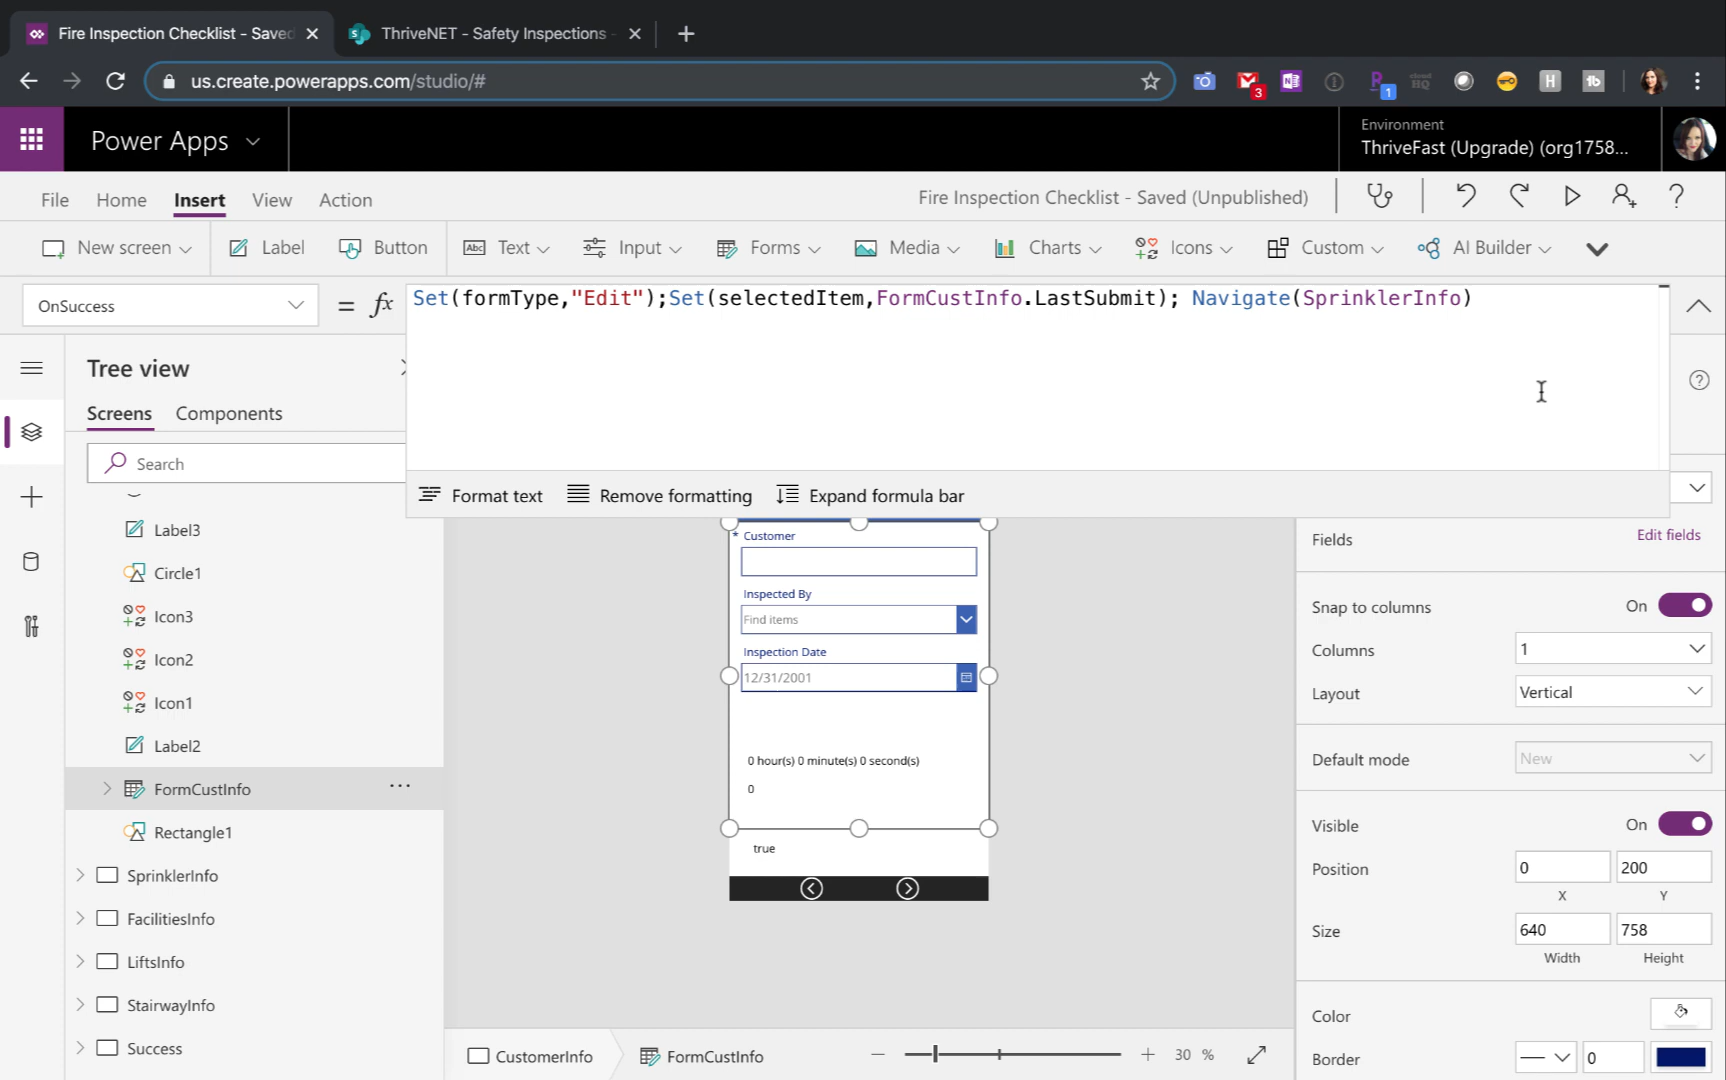 Fire Inspection Checklist - Saved
ThriveNET - Safety Inspections -
us.create.powerapps.com/studio/#
3
1
H
1b
Power Apps
Environment
ThriveFast (Upgrade) (org1758...
File Home Insert View Action
Fire Inspection Checklist - Saved (Unpublished)
?
New screen Label Button Abc Text Input Forms Media Charts Icons Custom AI Builder
OnSuccess = fx Set(formType,"Edit");Set(selectedItem,FormCustInfo.LastSubmit); Navigate(SprinklerInfo)
Tree view
Screens Components
Search
Format text Remove formatting Expand formula bar
Label3
Circle1
Icon3
Icon2
Icon1
Label2
FormCustInfo ...
Rectangle1
SprinklerInfo
FacilitiesInfo
LiftsInfo
StairwayInfo
Success
* Customer
Inspected By
Find items
Inspection Date
12/31/2001
0 hour(s) 0 minute(s) 0 second(s)
0
true
Fields Edit fields
Snap to columns On
Columns 1
Layout Vertical
Default mode New
Visible On
Position 0 200
X Y
Size 640 758
Width Height
Color
Border 0
CustomerInfo FormCustInfo 30 %